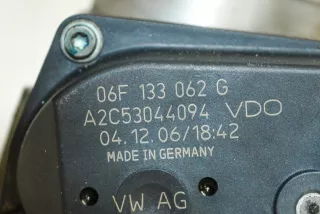 06F 133 062 G
A2C53044094 VDO
04.12.06/18:42
MADE IN GERMANY
VW AG